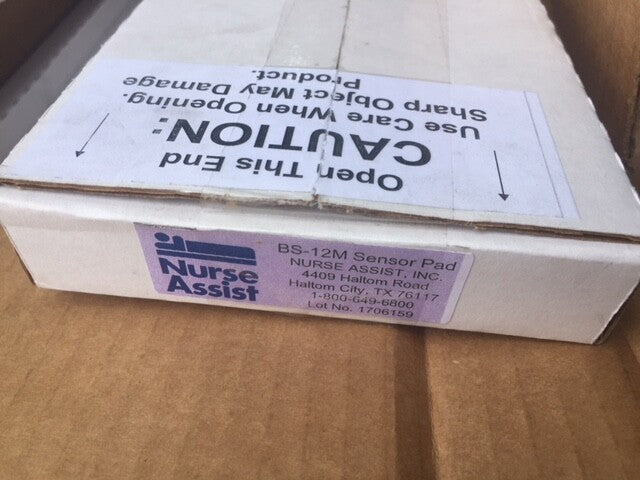 Open This End
CAUTION:
Use Care When Opening.
Sharp Object May Damage
Product.
Nurse
Assist
BS-12M Sensor Pad
NURSE ASSIST, INC.
4409 Haltom Road
Haltom City, TX 76117
1-800-649-6800
Lot No. 1706159